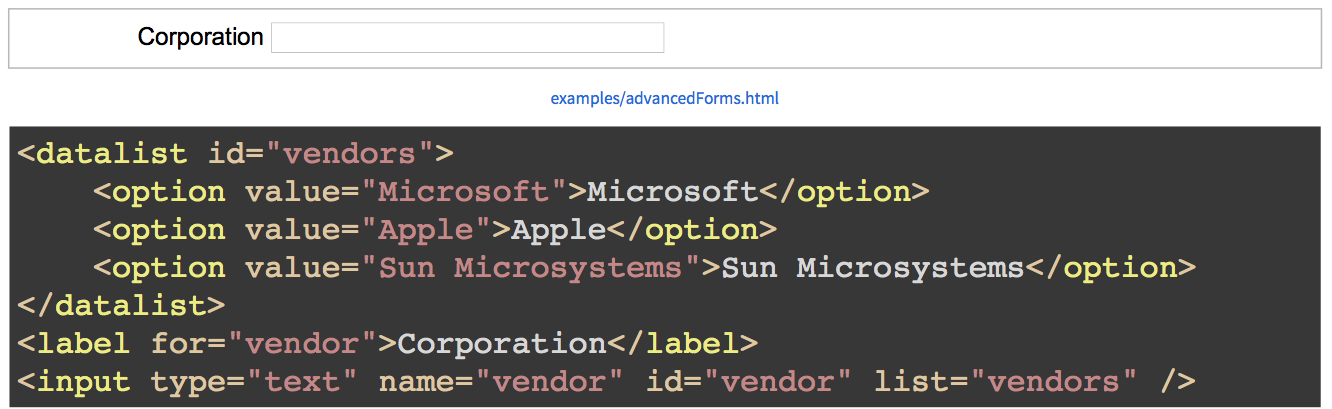 Corporation
examples/advancedForms.html
<datalist id="vendors">
    <option value="Microsoft">Microsoft</option>
    <option value="Apple">Apple</option>
    <option value="Sun Microsystems">Sun Microsystems</option>
</datalist>
<label for="vendor">Corporation</label>
<input type="text" name="vendor" id="vendor" list="vendors" />